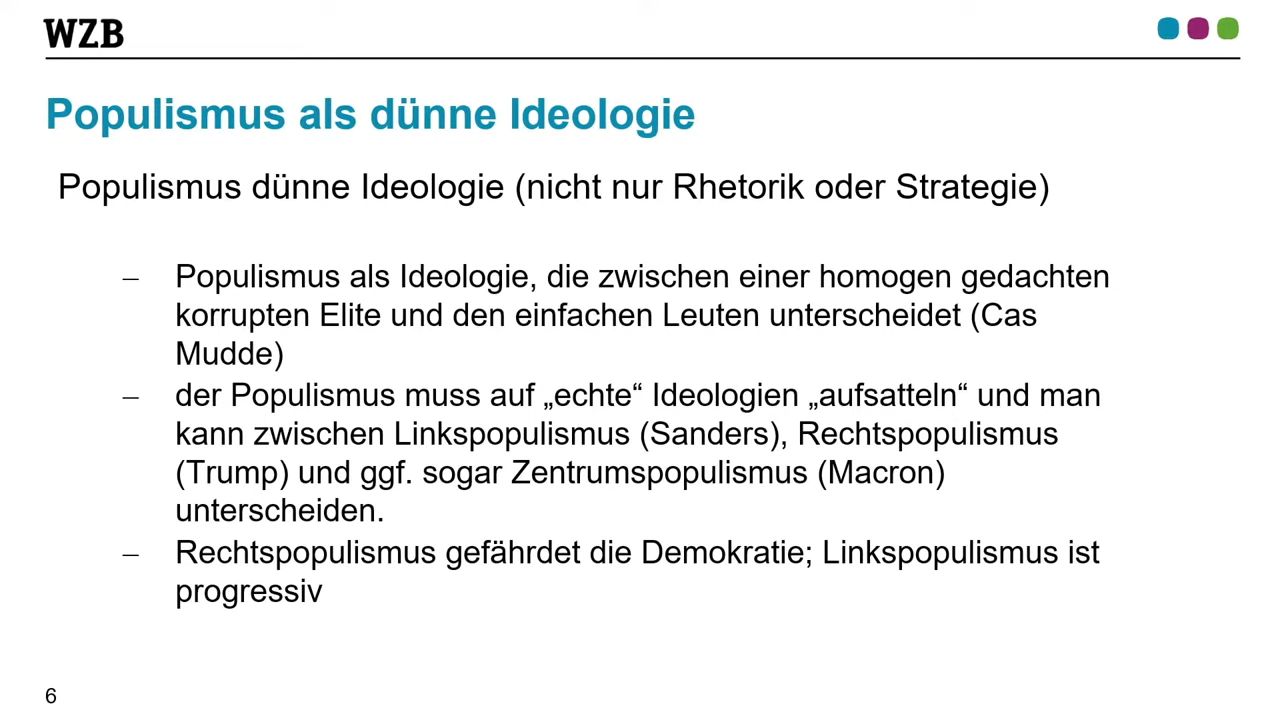 WZB
Populismus als dünne Ideologie
Populismus dünne Ideologie (nicht nur Rhetorik oder Strategie)
– Populismus als Ideologie, die zwischen einer homogen gedachten
korrupten Elite und den einfachen Leuten unterscheidet (Cas
Mudde)
– der Populismus muss auf „echte“ Ideologien „aufsatteln“ und man
kann zwischen Linkspopulismus (Sanders), Rechtspopulismus
(Trump) und ggf. sogar Zentrumspopulismus (Macron)
unterscheiden.
– Rechtspopulismus gefährdet die Demokratie; Linkspopulismus ist
progressiv
6